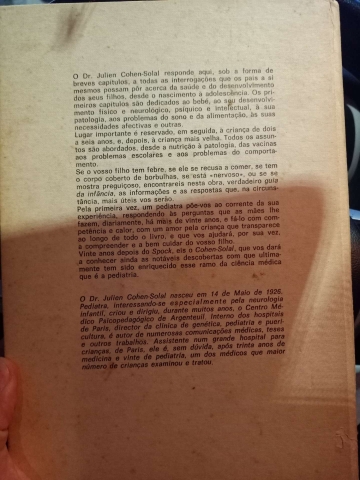 O Dr. Julien Cohen-Solal responde aqui, sob a forma de
breves capítulos, a todas as interrogações que os pais a si
mesmos possam pôr acerca da saúde e do desenvolvimento
dos seus filhos, desde o nascimento à adolescência. Os pri-
meiros capítulos são dedicados ao bebé, ao seu desenvolvi-
mento físico e neurológico, psíquico e intelectual, à sua
patologia, aos problemas do sono e da alimentação, às suas
necessidades afectivas e outras.
Lugar importante é reservado, em seguida, à criança de dois
a seis anos, e, depois, à criança mais velha. Todos os assun-
tos são abordados, desde a nutrição à patologia, das vacinas
aos problemas escolares e aos problemas do comporta-
mento.
Se o vosso filho tem febre, se ele se recusa a comer, se tem
o corpo coberto de borbulhas, se está «nervoso», ou se se
mostra preguiçoso, encontrareis nesta obra, verdadeiro guia
da infância, as informações e as respostas que, na circuns-
tância, mais úteis vos serão.
Pela primeira vez, um pediatra põe-vos ao corrente da sua
experiência, respondendo às perguntas que as mães lhe
fazem, diariamente, há mais de vinte anos, e fá-lo com com-
petência e calor, com um amor pela criança que transparece
ao longo de todo o livro, e que vos ajudará, por sua vez,
a compreender e a bem cuidar do vosso filho.
Vinte anos depois do Spock, eis o Cohen-Solal, que vos dará
a conhecer ainda as notáveis descobertas com que ultima-
mente tem sido enriquecido esse ramo da ciência médica
que é a pediatria.
O Dr. Julien Cohen-Solal nasceu em 14 de Maio de 1926.
Pediatra. Interessando-se especialmente pela neurologia
infantil, criou e dirigiu, durante muitos anos, o Centro Mé-
dico Psicopedagógico de Argenteuil. Interno dos hospitais
de Paris, director da clínica de genética, pediatria e pueri-
cultura, é autor de numerosas comunicações médicas, teses
e outros trabalhos. Assistente num grande hospital para
crianças, de Paris, ele é, sem dúvida, após trinta anos de
medicina e vinte de pediatria, um dos médicos que maior
número de crianças examinou e tratou.